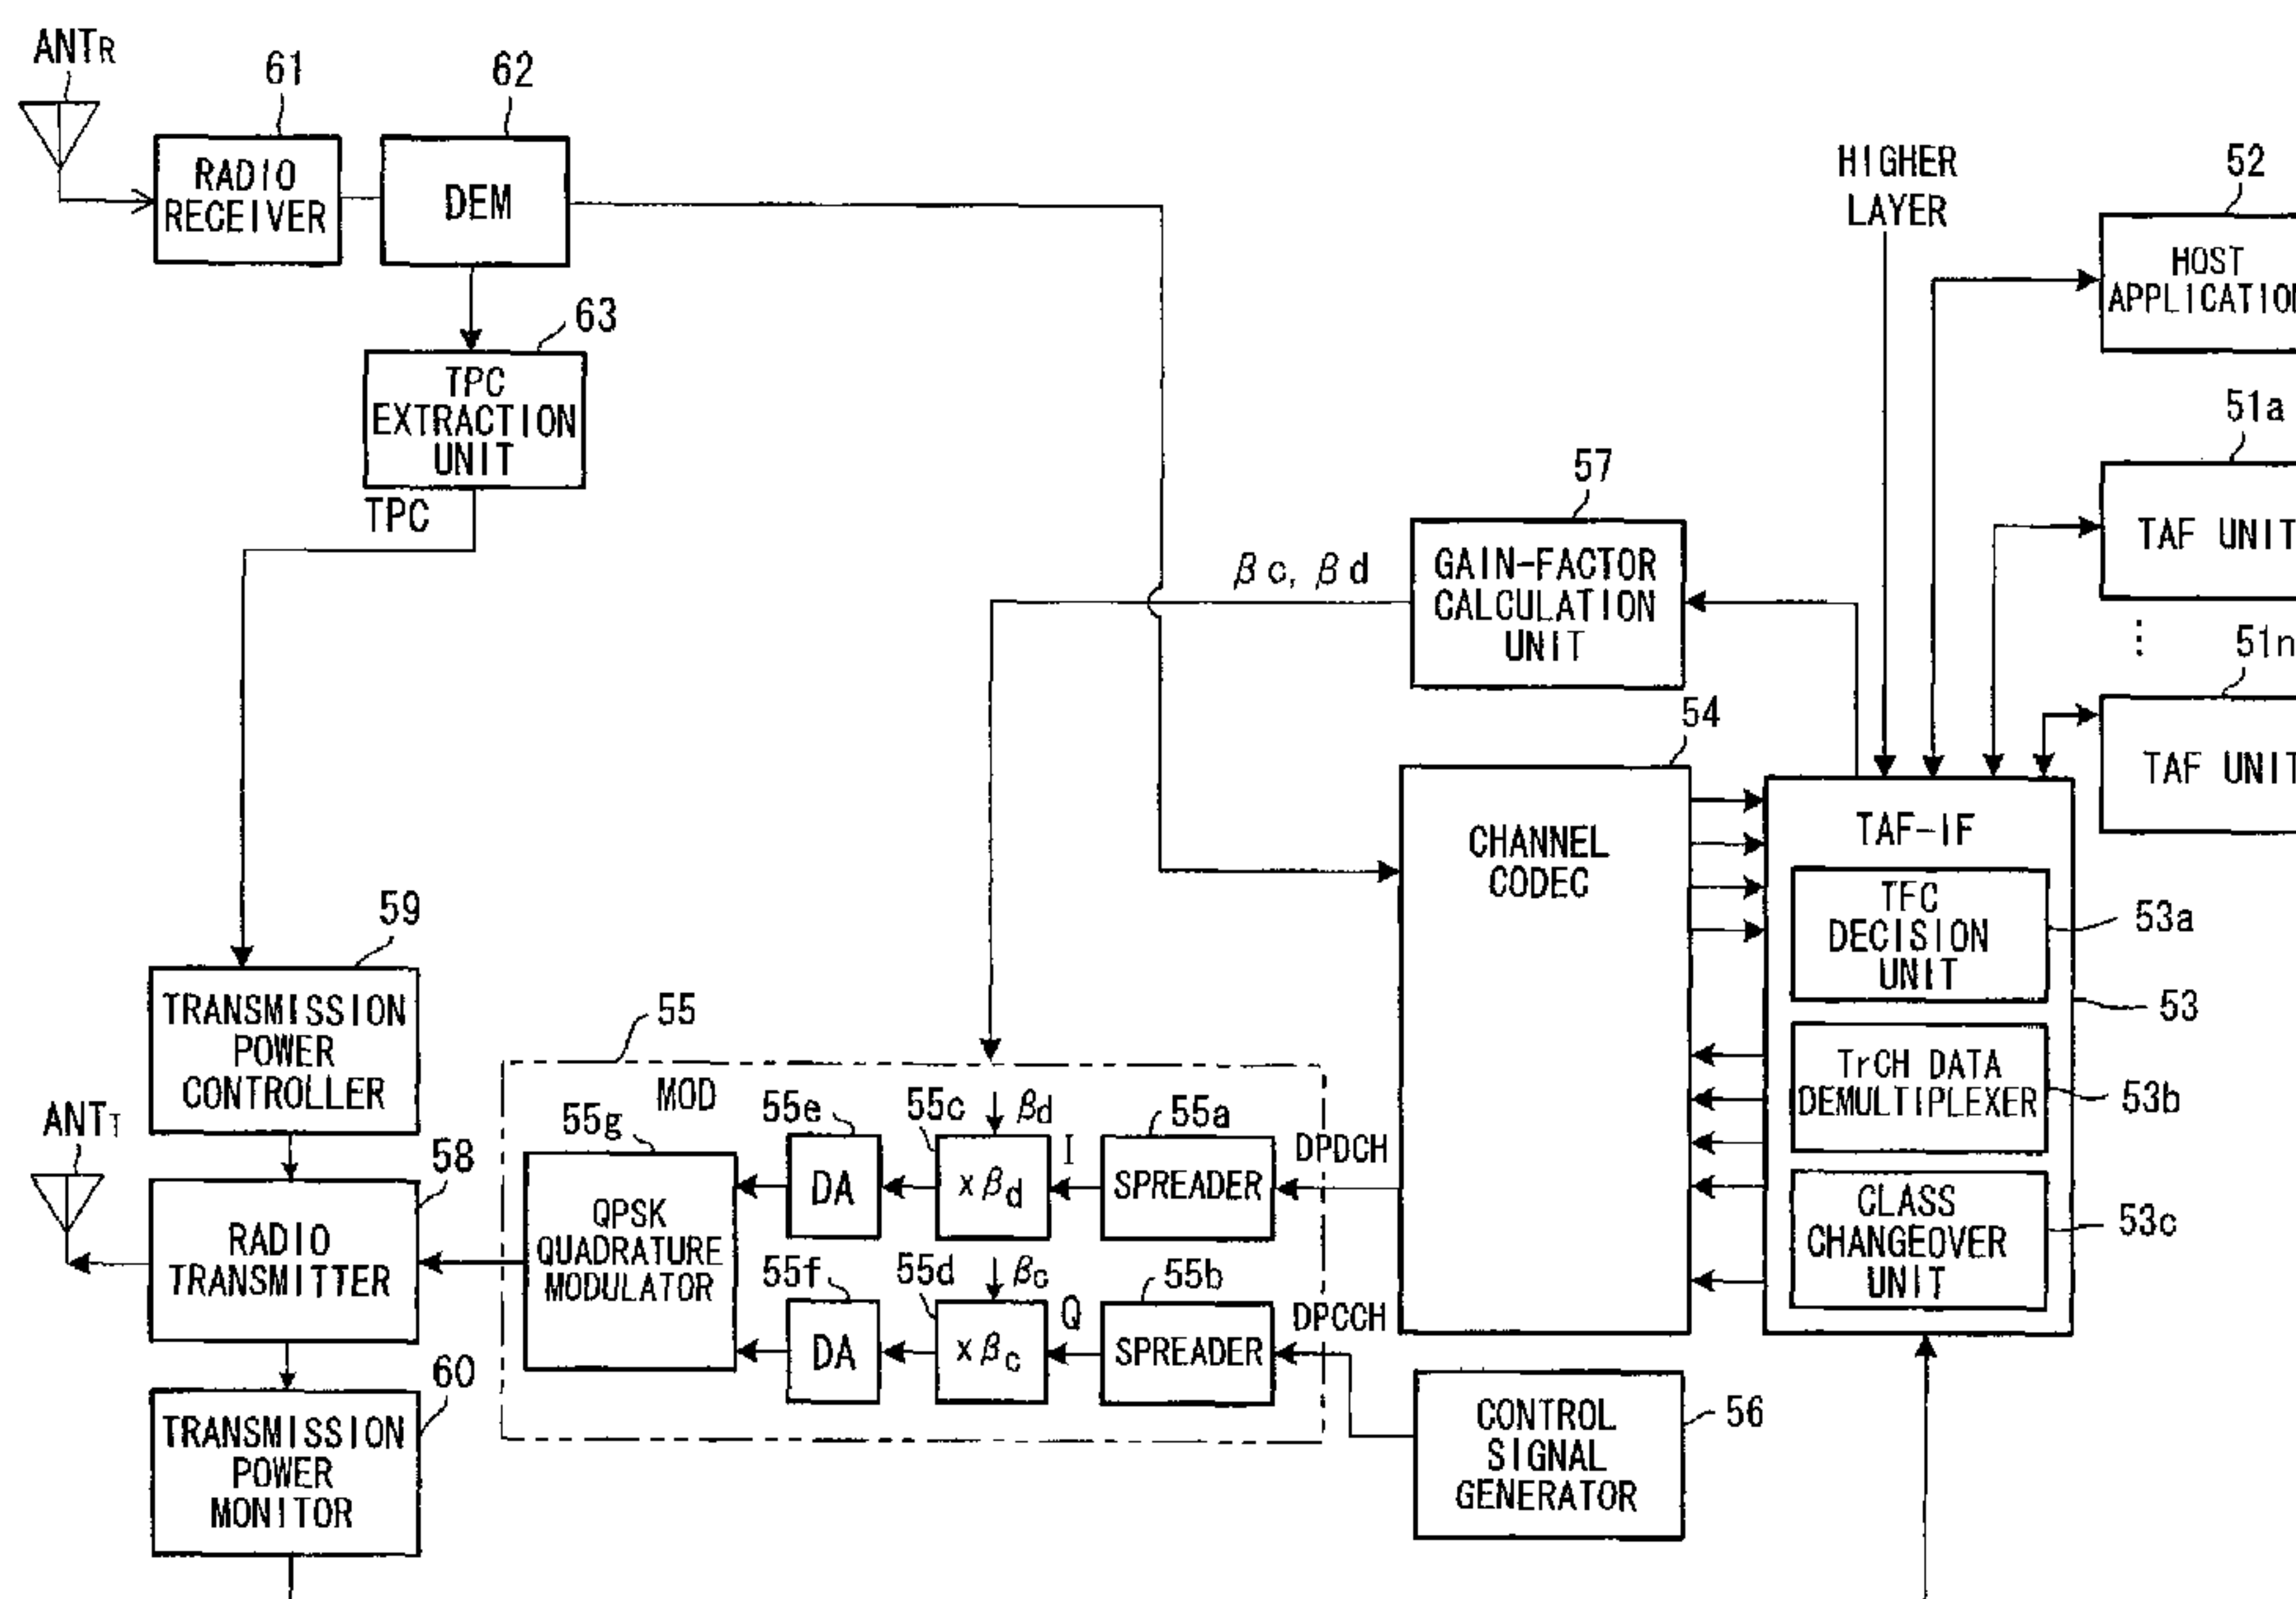 ANTR
61
62
RADIO
RECEIVER
DEM
63
TPC
EXTRACTION
UNIT
TPC
HIGHER
LAYER
52
HOST
APPLICATION
51a
TAF UNIT
⋮
51n
TAF UNIT
57
GAIN-FACTOR
CALCULATION
UNIT
βc, βd
54
CHANNEL
CODEC
TAF-IF
TFC
DECISION
UNIT
53a
53
TrCH DATA
DEMULTIPLEXER
53b
CLASS
CHANGEOVER
UNIT
53c
59
TRANSMISSION
POWER
CONTROLLER
ANTT
58
RADIO
TRANSMITTER
60
TRANSMISSION
POWER
MONITOR
55
MOD
55g
QPSK
QUADRATURE
MODULATOR
55e
DA
55c
βd
×βd
I
55a
SPREADER
DPDCH
55f
DA
55d
βc
×βc
Q
55b
SPREADER
DPCCH
56
CONTROL
SIGNAL
GENERATOR